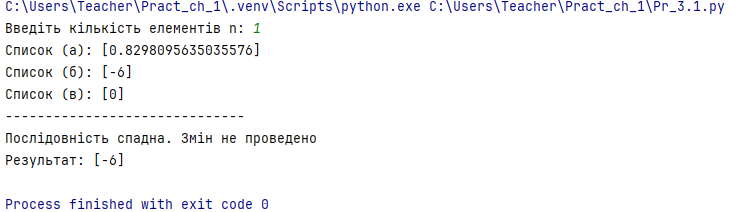 C:\Users\Teacher\Pract_ch_1\.venv\Scripts\python.exe C:\Users\Teacher\Pract_ch_1\Pr_3.1.py
Введіть кількість елементів n: 1
Список (а): [0.8298095635035576]
Список (б): [-6]
Список (в): [0]
------------------------------
Послідовність спадна. Змін не проведено
Результат: [-6]
Process finished with exit code 0